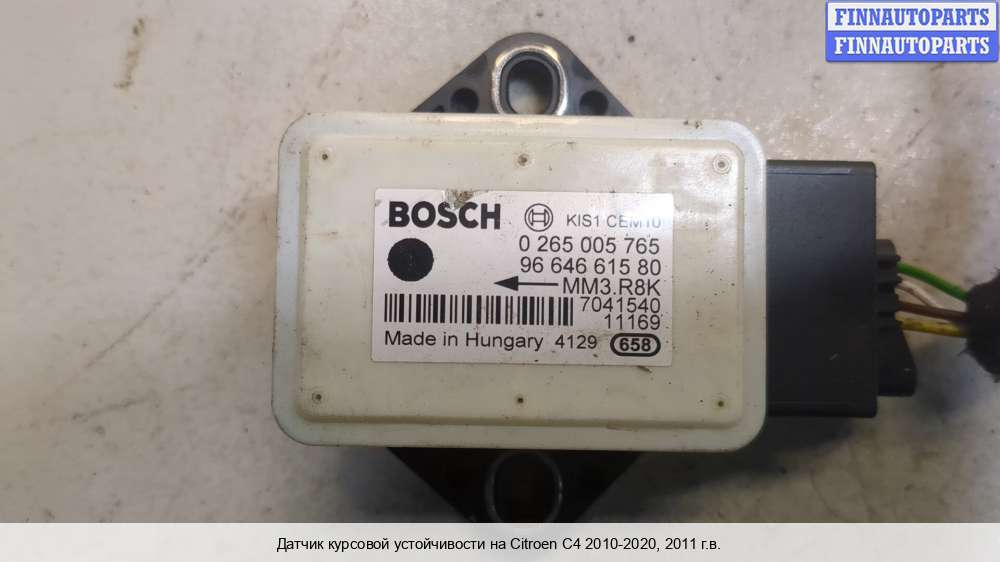 FINNAUTOPARTS
FINNAUTOPARTS
BOSCH KIS1 CEM10
0 265 005 765
96 646 615 80
MM3.R8K
7041540
11169
Made in Hungary 4129 658
Датчик курсовой устойчивости на Citroen C4 2010-2020, 2011 г.в.